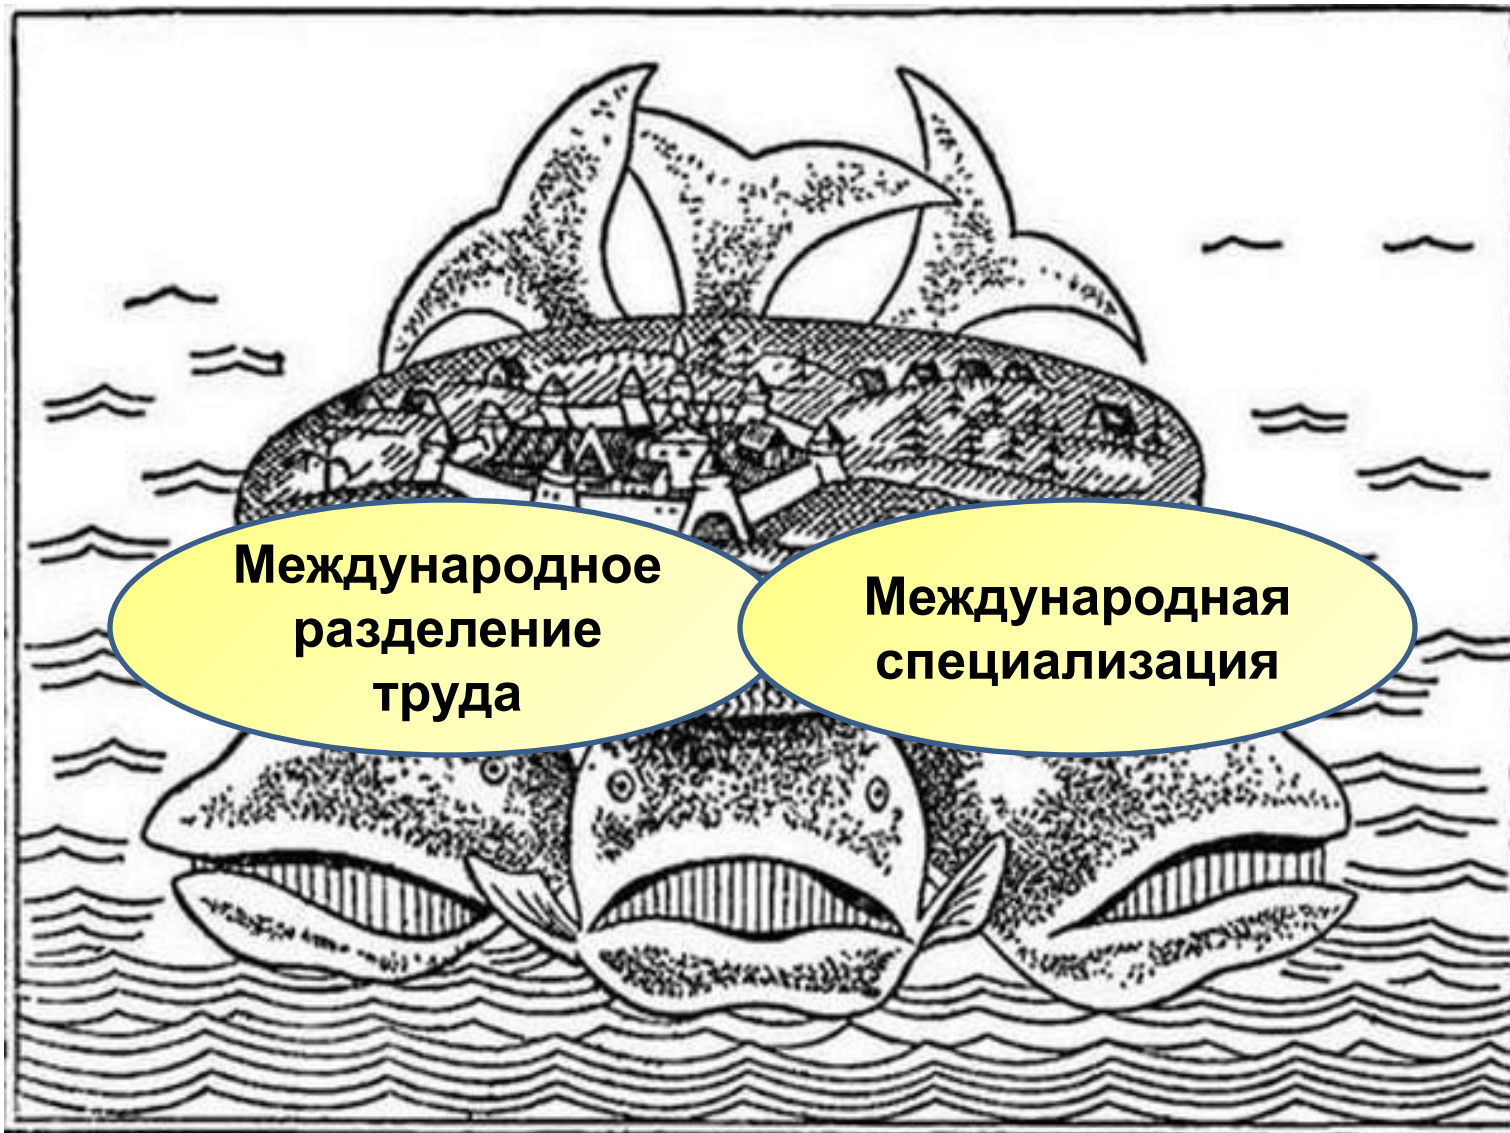 Международное
разделение
труда
Международная
специализация